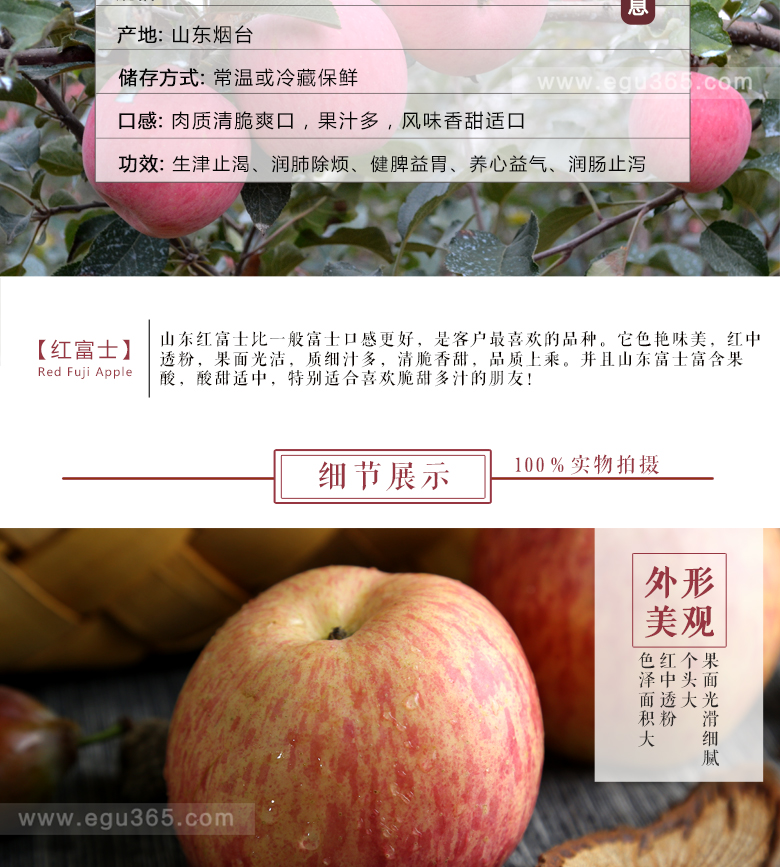 息
产地: 山东烟台
www.egu365.com
储存方式: 常温或冷藏保鲜
口感: 肉质清脆爽口，果汁多，风味香甜适口
功效: 生津止渴、润肺除烦、健脾益胃、养心益气、润肠止泻
【红富士】
Red Fuji Apple
山东红富士比一般富士口感更好，是客户最喜欢的品种。它色艳味美，红中
透粉，果面光洁，质细汁多，清脆香甜，品质上乘。并且山东富士富含果
酸，酸甜适中，特别适合喜欢脆甜多汁的朋友！
细节展示
100%实物拍摄
外形
美观
果面光滑细腻
个头大
红中透粉
色泽面积大
www.egu365.com